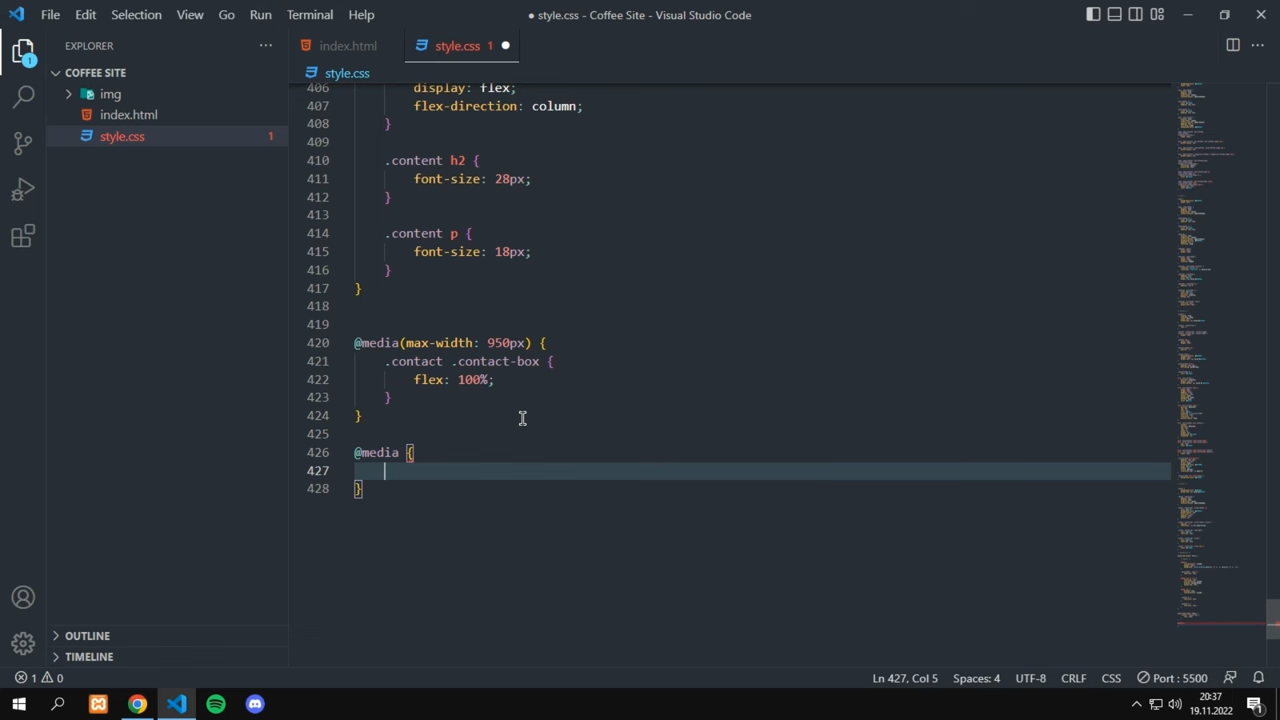 File Edit Selection View Go Run Terminal Help
● style.css - Coffee Site - Visual Studio Code
EXPLORER
COFFEE SITE
img
index.html
style.css 1
OUTLINE
TIMELINE
1
index.html
style.css 1
style.css
406 display: flex;
407 flex-direction: column;
408 }
409
410 .content h2 {
411 font-size: 28px;
412 }
413
414 .content p {
415 font-size: 18px;
416 }
417 }
418
419
420 @media(max-width: 950px) {
421 .contact .contact-box {
422 flex: 100%;
423 }
424 }
425
426 @media {
427
428 }
1 0
Ln 427, Col 5 Spaces: 4 UTF-8 CRLF CSS Port : 5500
20:37
19.11.2022
1